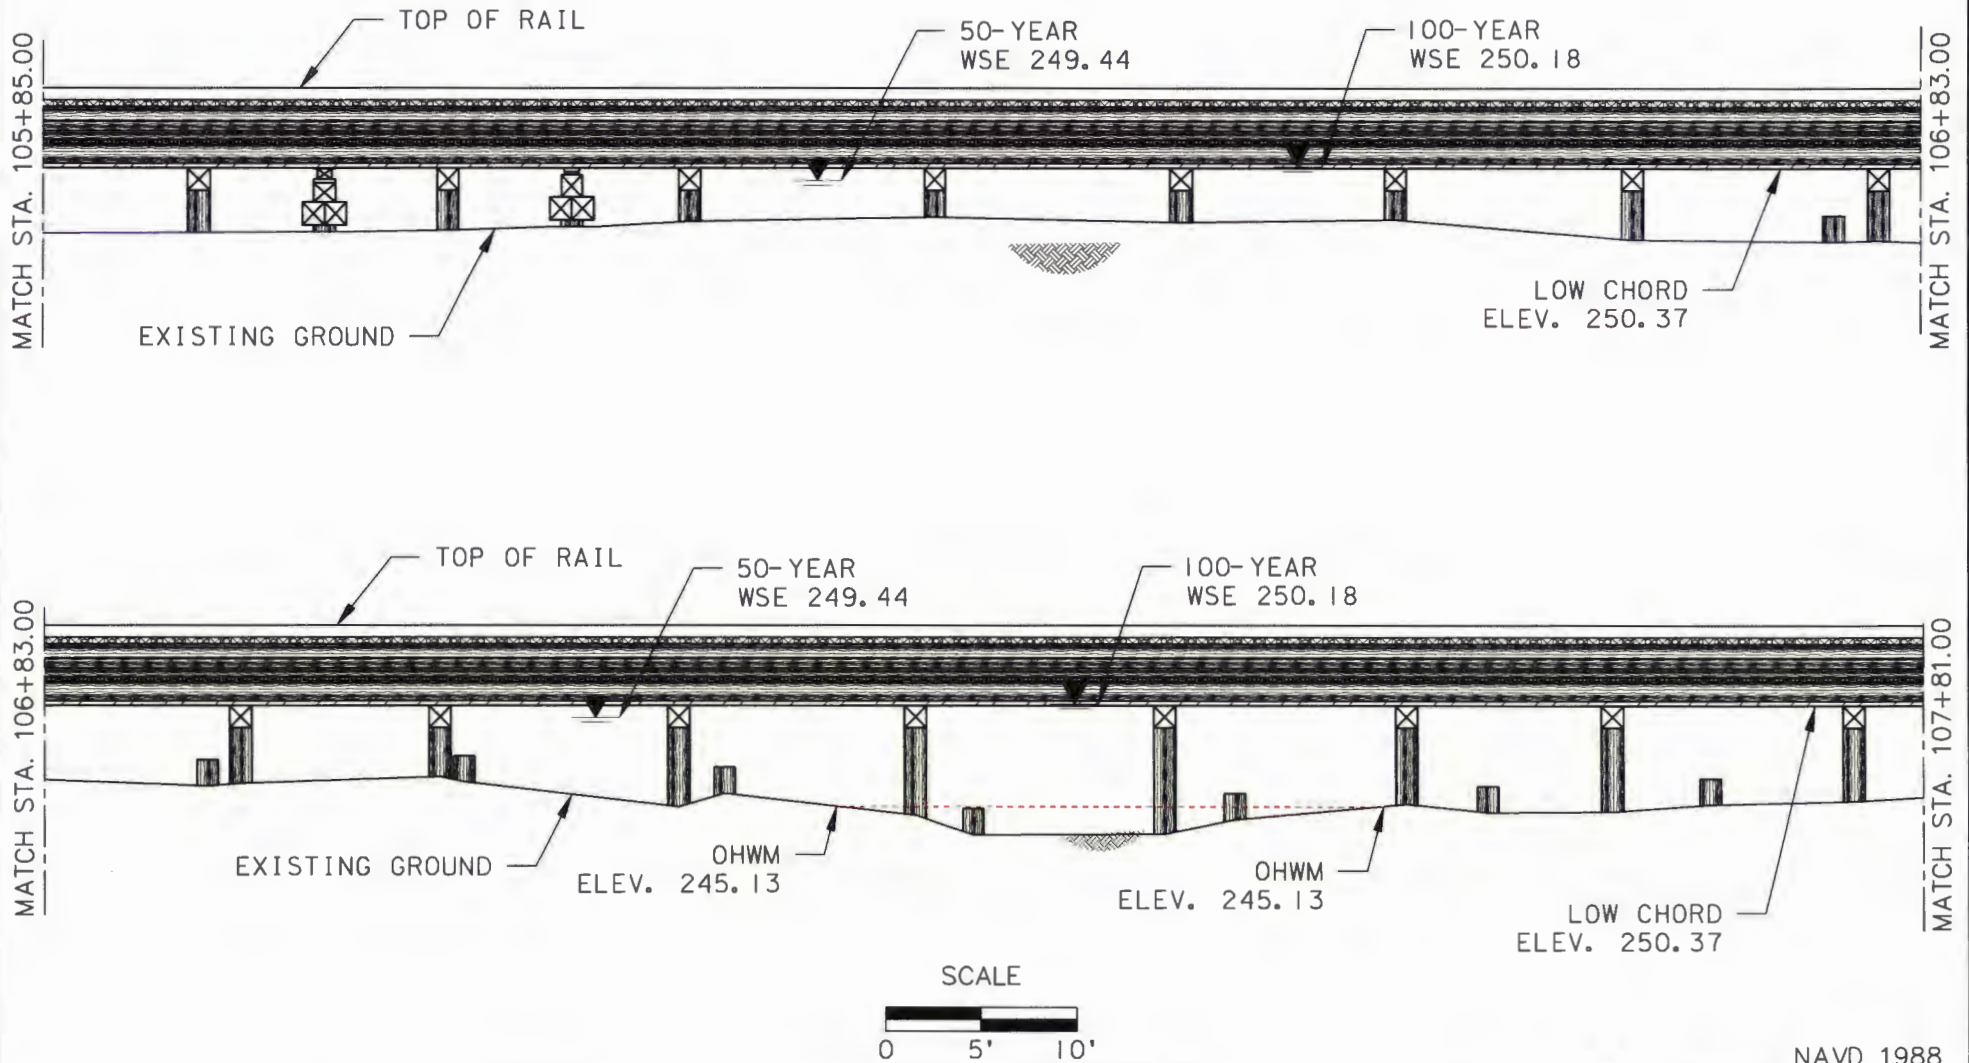 TOP OF RAIL
50-YEAR
WSE 249.44
100-YEAR
WSE 250.18
MATCH STA. 105+85.00
MATCH STA. 106+83.00
EXISTING GROUND
LOW CHORD
ELEV. 250.37
TOP OF RAIL
50-YEAR
WSE 249.44
100-YEAR
WSE 250.18
MATCH STA. 106+83.00
MATCH STA. 107+81.00
EXISTING GROUND
OHWM
ELEV. 245.13
OHWM
ELEV. 245.13
LOW CHORD
ELEV. 250.37
SCALE
0 5' 10'
NAVD 1988